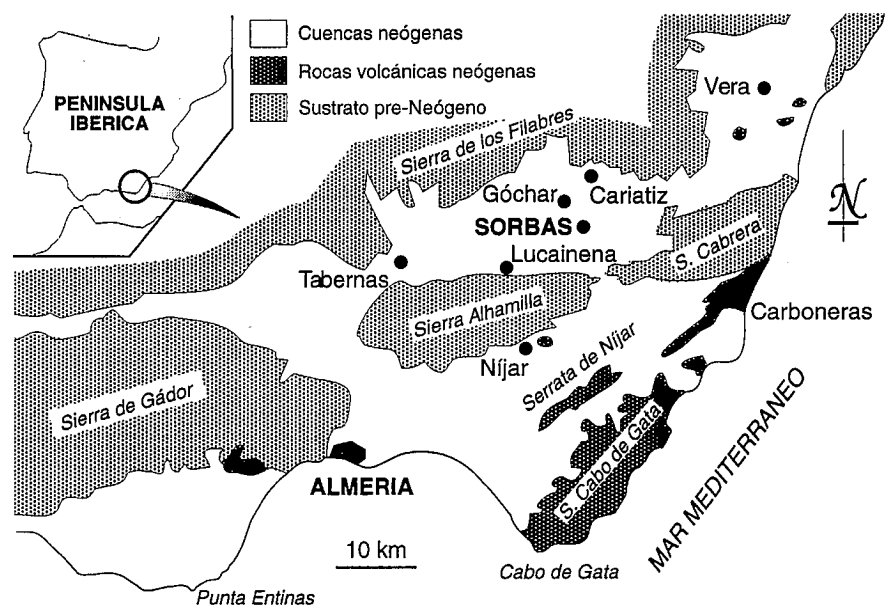 Cuencas neógenas
Rocas volcánicas neógenas
Sustrato pre-Neógeno
PENINSULA
IBERICA
Vera
Sierra de los Filabres
Góchar
Cariatiz
SORBAS
N
S. Cabrera
Lucainena
Tabernas
Sierra Alhamilla
Carboneras
Níjar
Serrata de Níjar
Sierra de Gádor
S. Cabo de Gata
MAR MEDITERRANEO
ALMERIA
10 km
Cabo de Gata
Punta Entinas